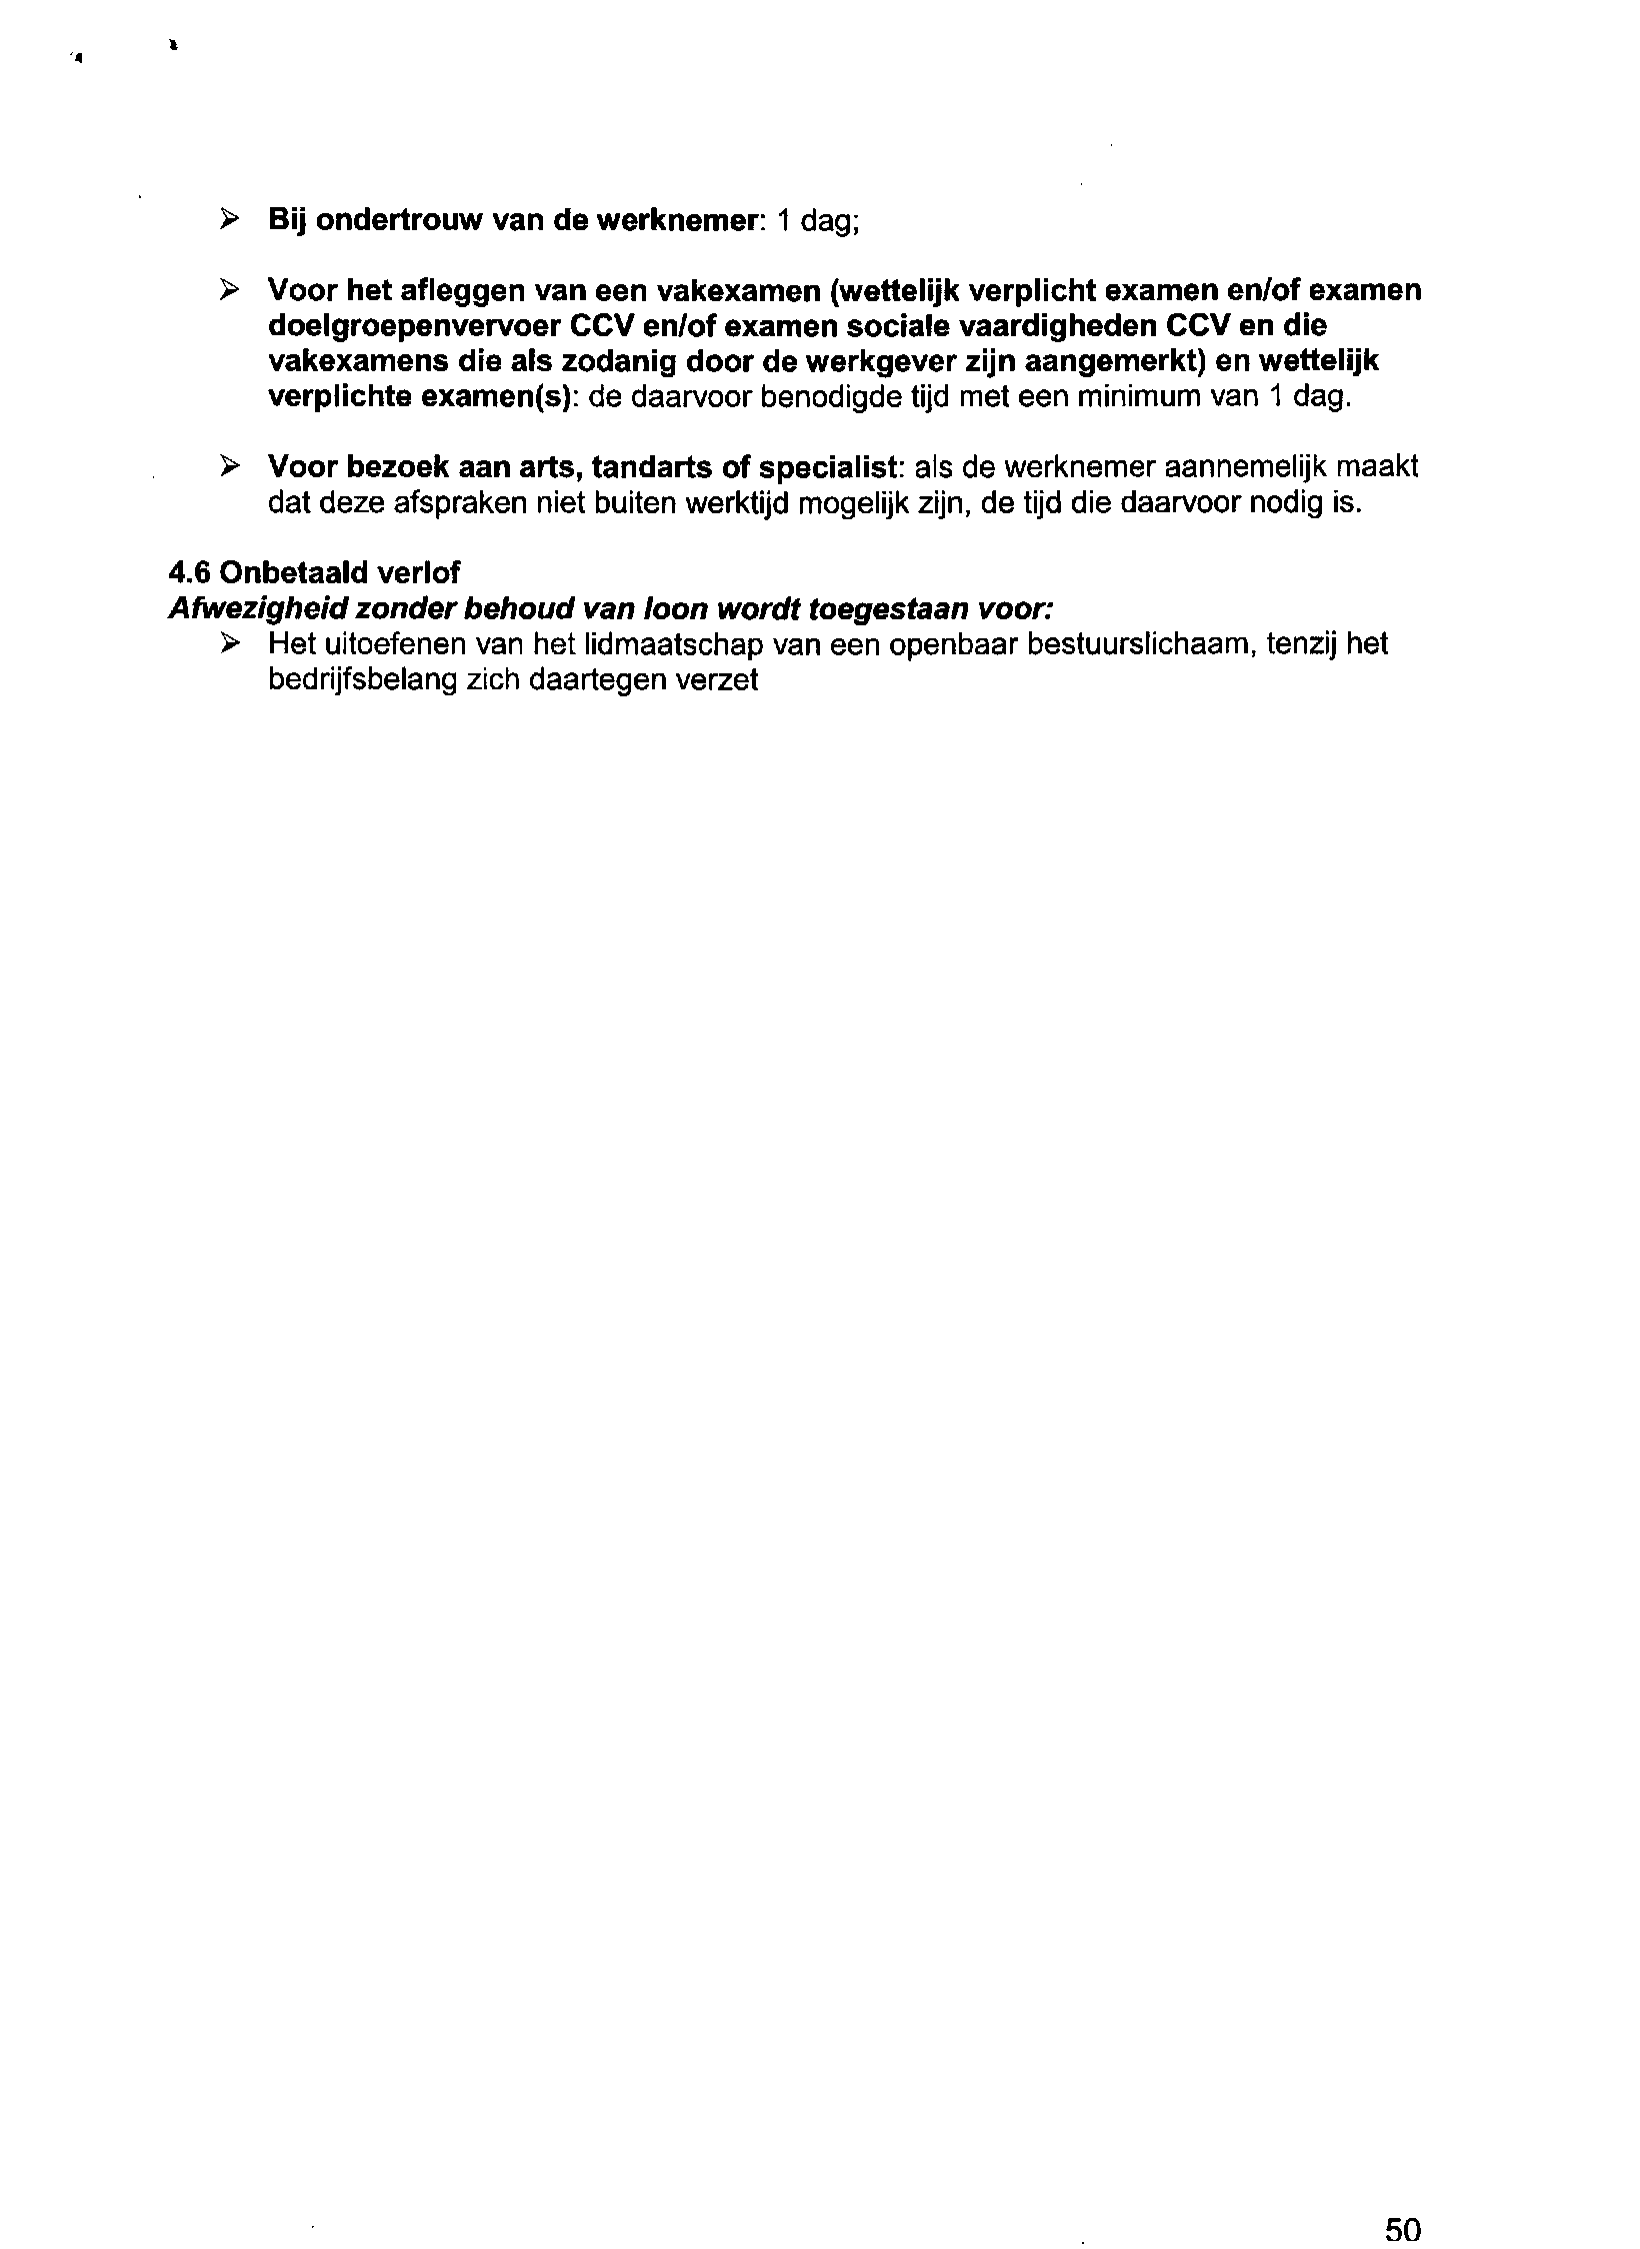 ➢ Bij ondertrouw van de werknemer: 1 dag;
➢ Voor het afleggen van een vakexamen (wettelijk verplicht examen en/of examen
doelgroepenvervoer CCV en/of examen sociale vaardigheden CCV en die
vakexamens die als zodanig door de werkgever zijn aangemerkt) en wettelijk
verplichte examen(s): de daarvoor benodigde tijd met een minimum van 1 dag.
➢ Voor bezoek aan arts, tandarts of specialist: als de werknemer aannemelijk maakt
dat deze afspraken niet buiten werktijd mogelijk zijn, de tijd die daarvoor nodig is.
4.6 Onbetaald verlof
Afwezigheid zonder behoud van loon wordt toegestaan voor:
➢ Het uitoefenen van het lidmaatschap van een openbaar bestuurslichaam, tenzij het
bedrijfsbelang zich daartegen verzet
50